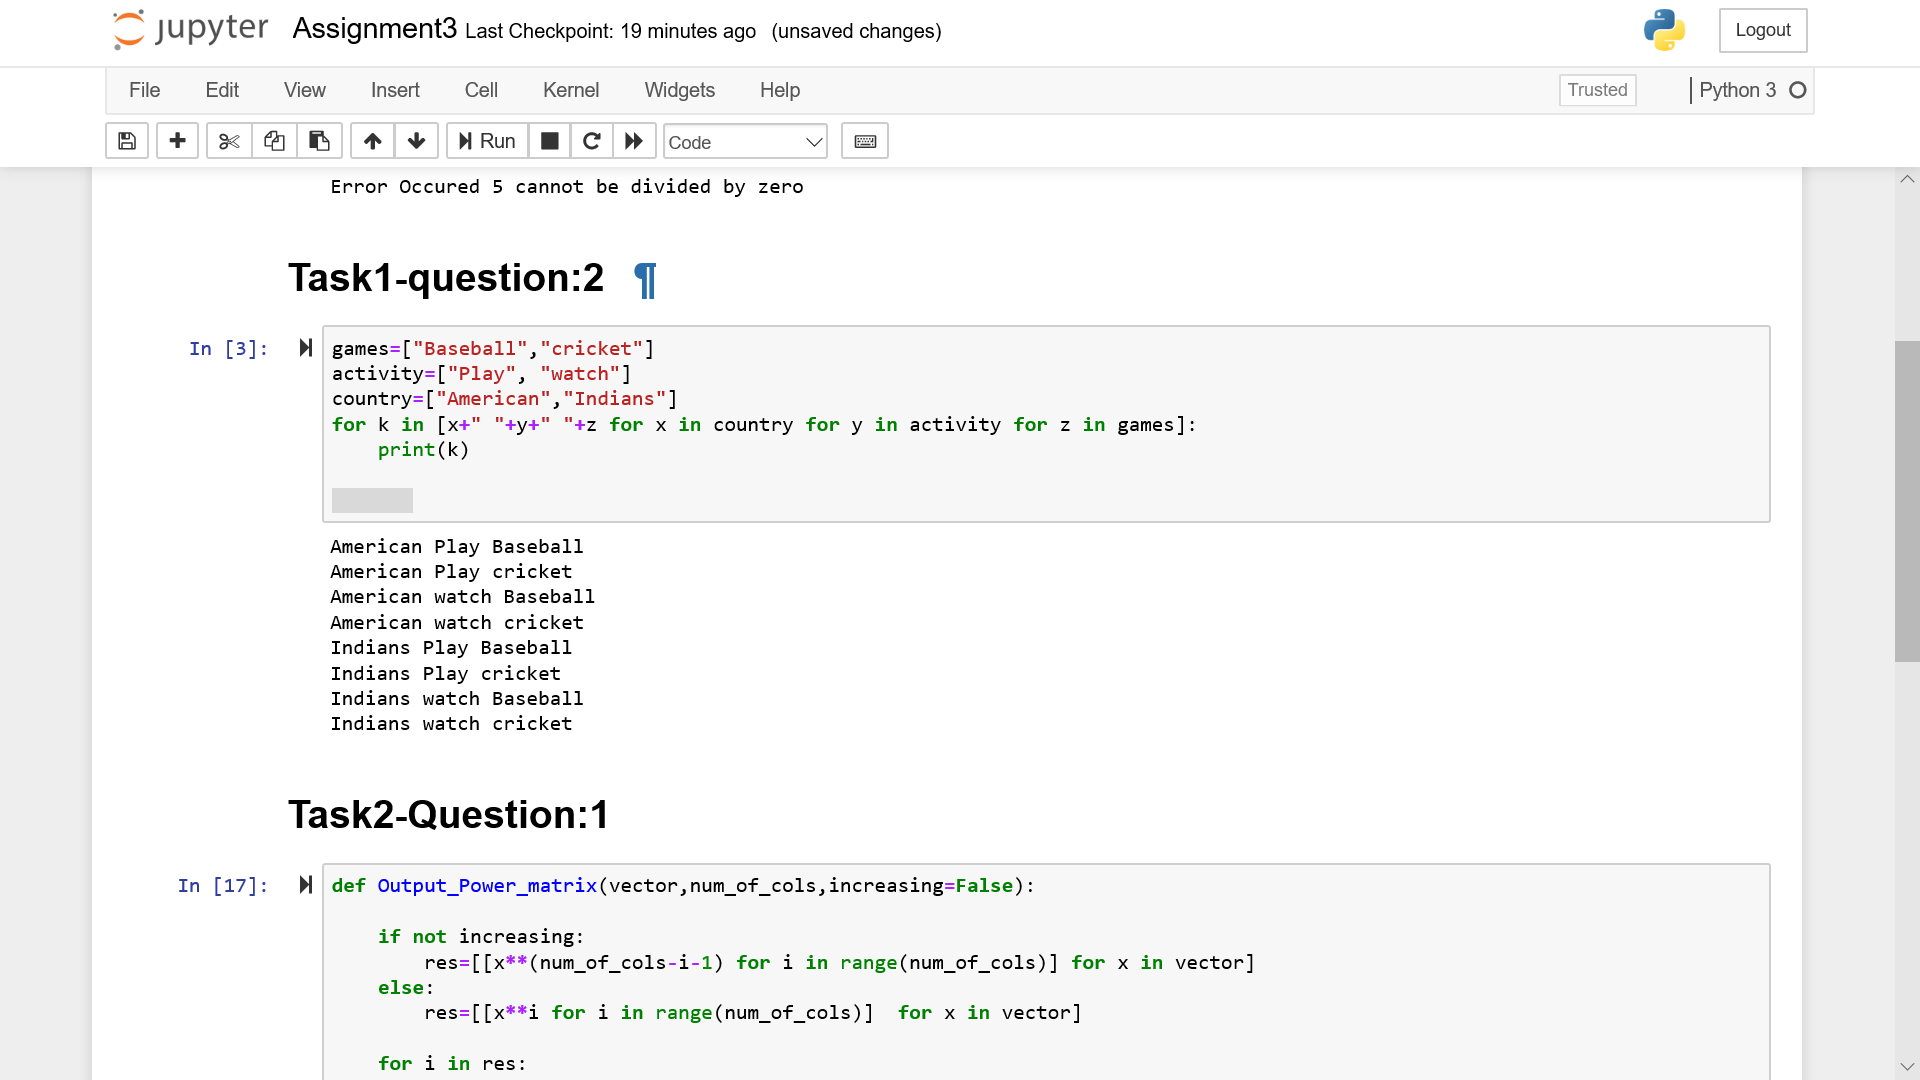 jupyter Assignment3 Last Checkpoint: 19 minutes ago (unsaved changes) Logout
File Edit View Insert Cell Kernel Widgets Help Trusted Python 3
Run Code
Error Occured 5 cannot be divided by zero
Task1-question:2 ¶
In [3]: games=["Baseball","cricket"]
activity=["Play", "watch"]
country=["American","Indians"]
for k in [x+" "+y+" "+z for x in country for y in activity for z in games]:
    print(k)
American Play Baseball
American Play cricket
American watch Baseball
American watch cricket
Indians Play Baseball
Indians Play cricket
Indians watch Baseball
Indians watch cricket
Task2-Question:1
In [17]: def Output_Power_matrix(vector,num_of_cols,increasing=False):
    if not increasing:
        res=[[x**(num_of_cols-i-1) for i in range(num_of_cols)] for x in vector]
    else:
        res=[[x**i for i in range(num_of_cols)]  for x in vector]
    for i in res: